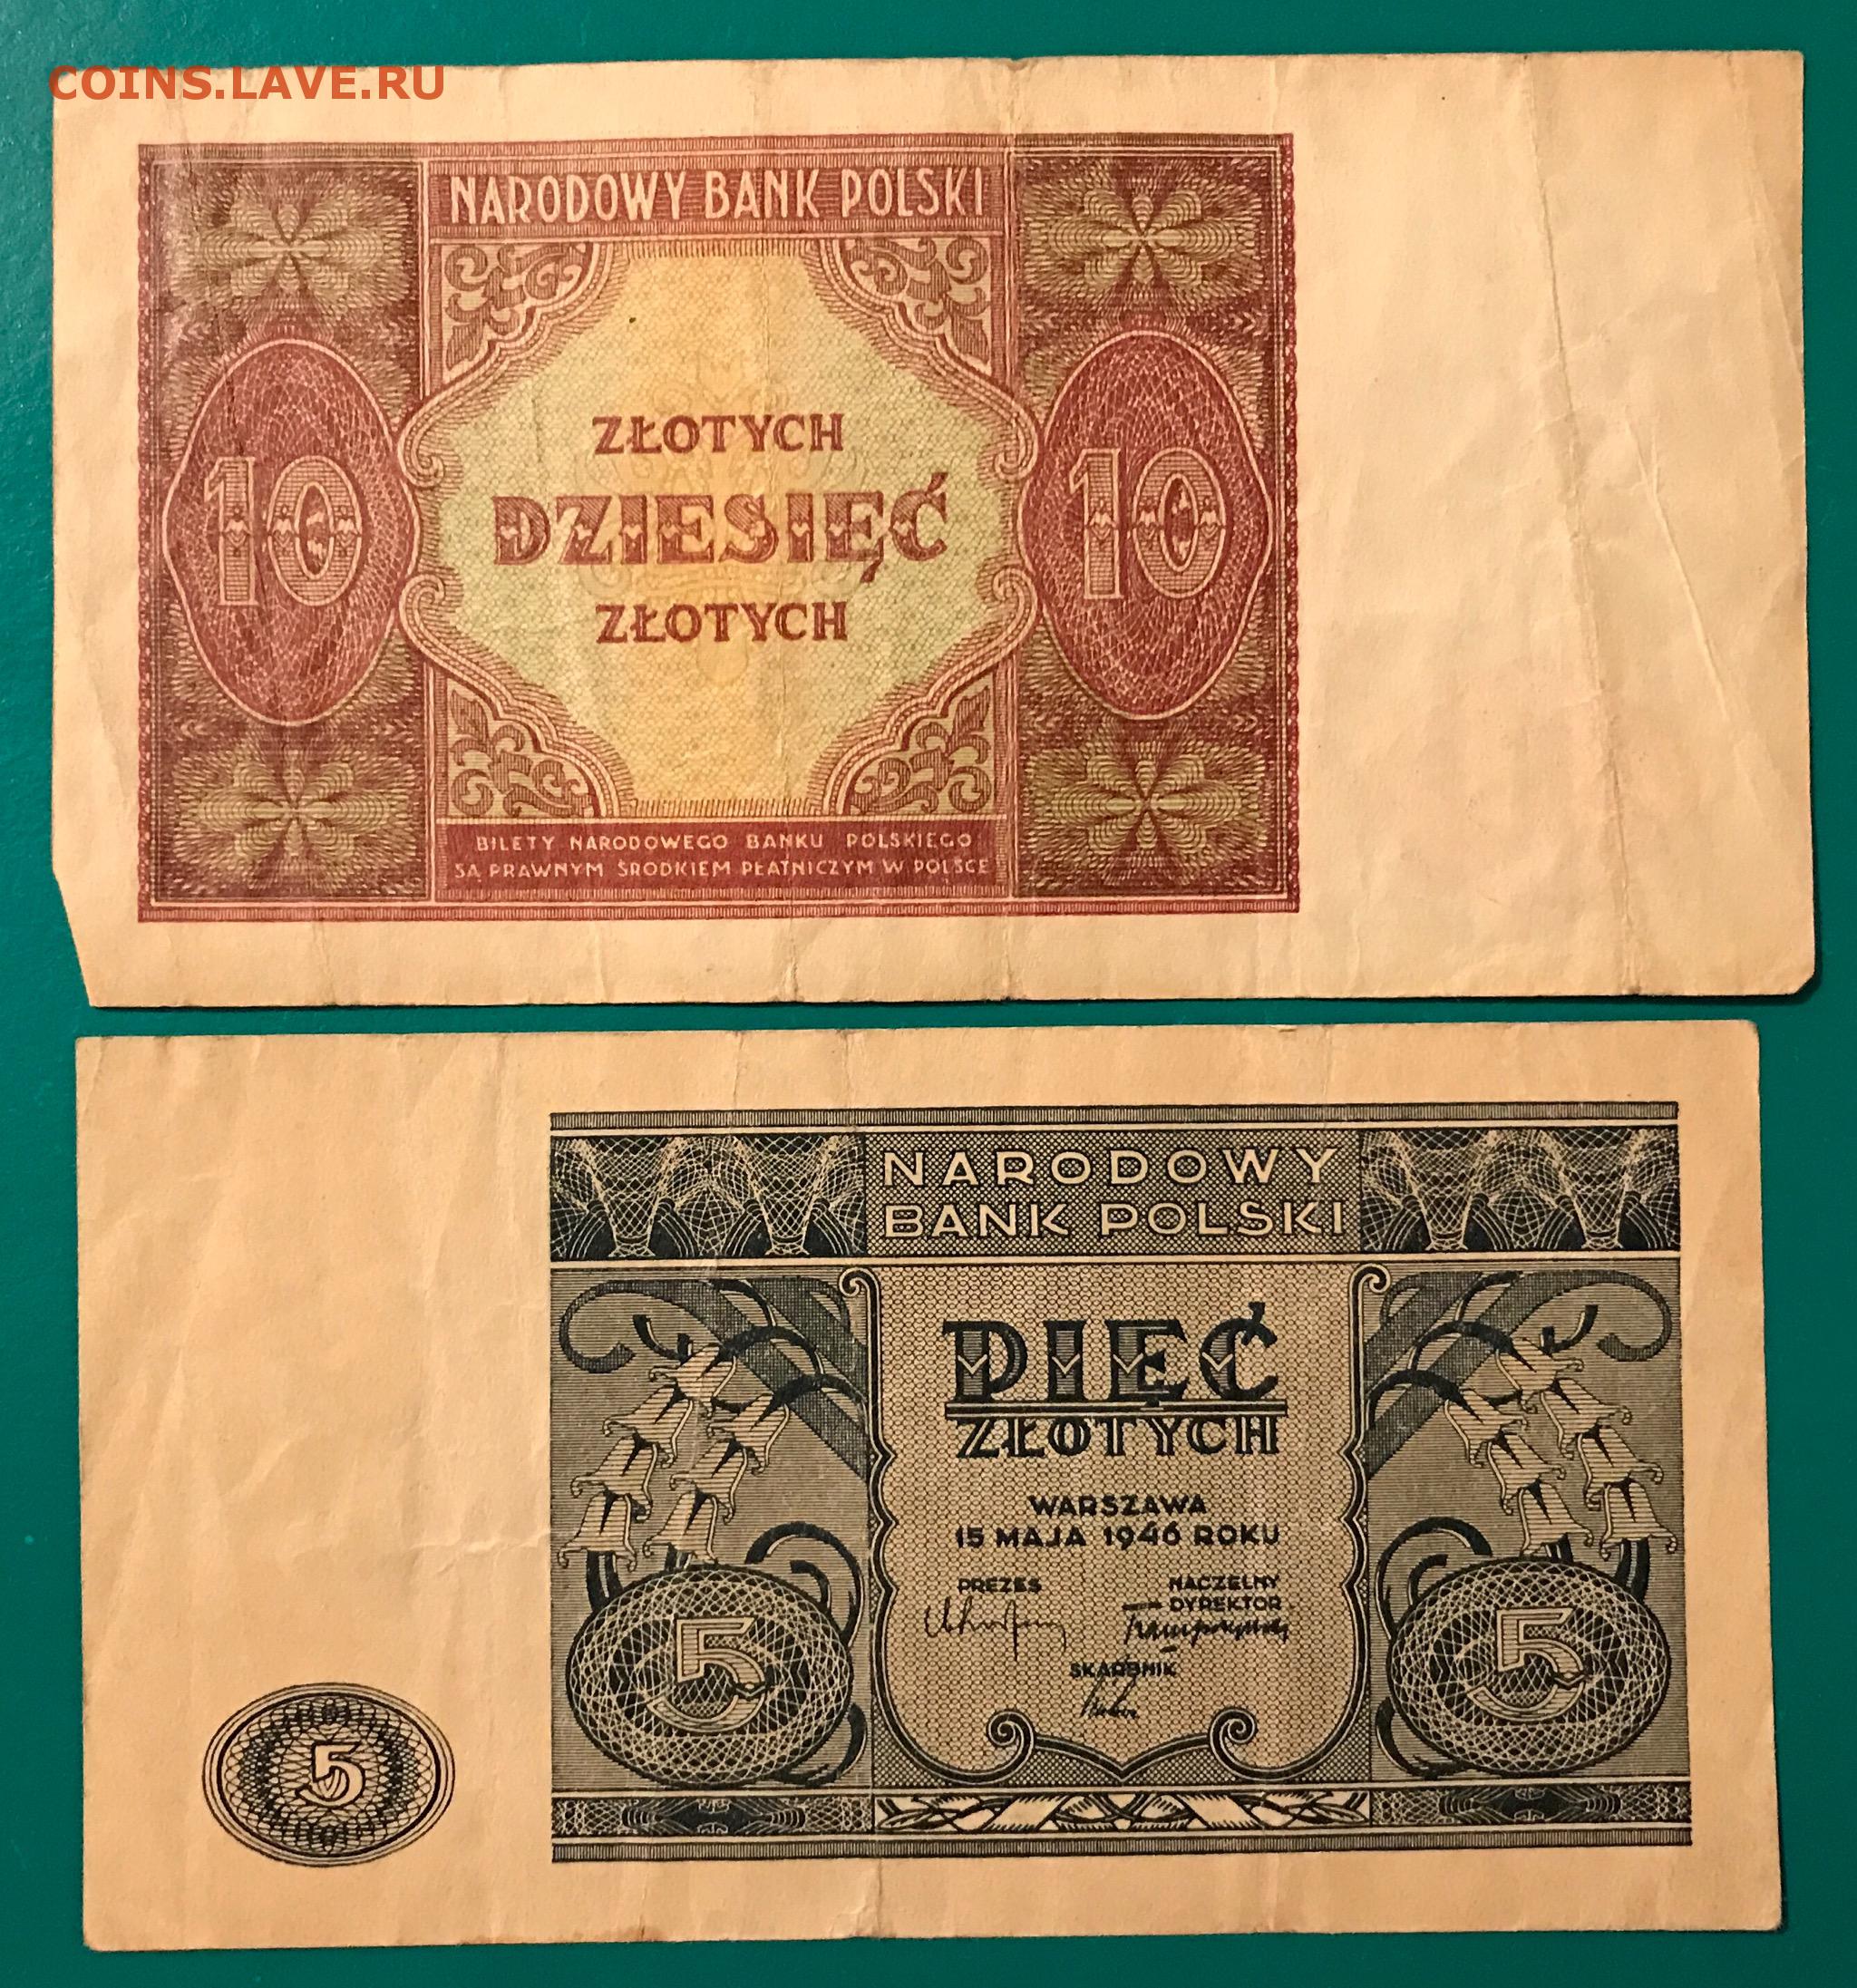 COINS.LAVE.RU
NARODOWY BANK POLSKI
ZŁOTYCH
10 DZIESIĘĆ 10
ZŁOTYCH
BILETY NARODOWEGO BANKU POLSKIEGO
SĄ PRAWNYM ŚRODKIEM PŁATNICZYM W POLSCE
NARODOWY
BANK POLSKI
PIĘĆ
ZŁOTYCH
WARSZAWA
15 MAJA 1946 ROKU
PREZES NACZELNY
DYREKTOR
SKARBNIK
5 5
5